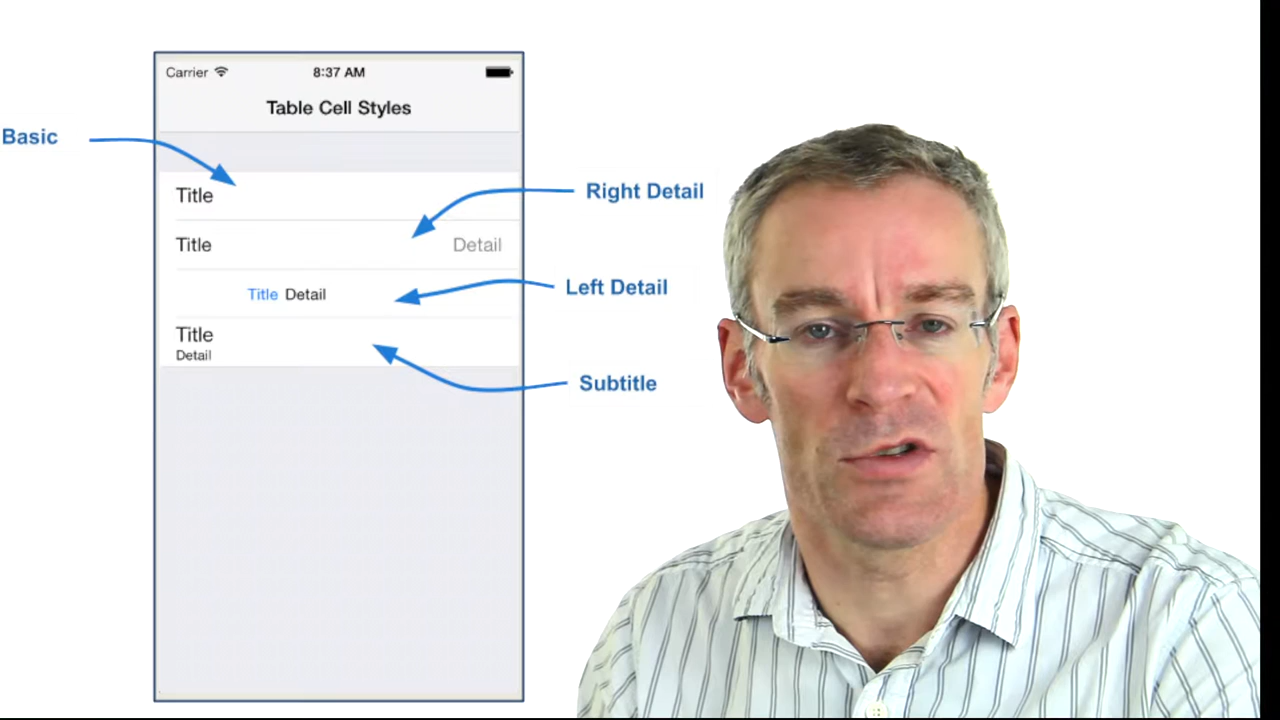 Carrier 8:37 AM
Table Cell Styles
Basic
Title
Right Detail
Title Detail
Left Detail
Title Detail
Title
Detail
Subtitle